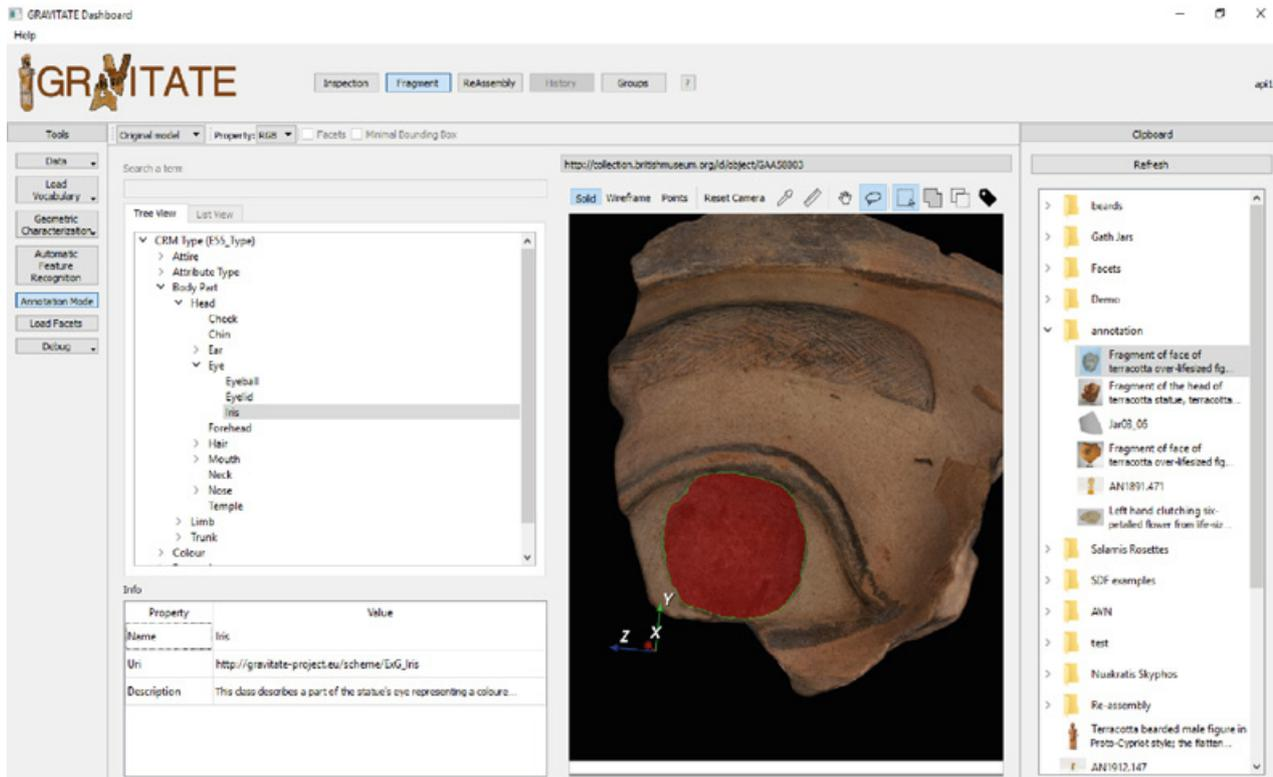 GRAVITATE Dashboard
Help
GRAVITATE
Inspection Fragment ReAssembly History Groups ?
api1
Tools
Original model Property: RGB Facets Minimal Bounding Box
Clipboard
Data
Load Vocabulary
Geometric Characterization
Automatic Feature Recognition
Annotation Mode
Load Facets
Debug
Search a term
Tree View List View
CRM Type (E55_Type)
Attire
Attribute Type
Body Part
Head
Cheek
Chin
Ear
Eye
Eyeball
Eyelid
Iris
Forehead
Hair
Mouth
Neck
Nose
Temple
Limb
Trunk
Colour
Info
Property Value
Name Iris
Uri http://gravitate-project.eu/scheme/ExG_Iris
Description This class describes a part of the statue's eye representing a coloure...
http://collection.britishmuseum.org/id/object/GAA58803
Solid Wireframe Points Reset Camera
Y
Z X
Refresh
beards
Gath Jars
Facets
Demo
annotation
Fragment of face of
terracotta over-lifesized fig...
Fragment of the head of
terracotta statue, terracotta...
Jar03_06
Fragment of face of
terracotta over-lifesized fig...
AN1891.471
Left hand clutching six-
petalled flower from life-siz...
Salamis Rosettes
SDF examples
AVN
test
Nuakratis Skyphos
Re-assembly
Terracotta bearded male figure in
Proto-Cypriot style; the flatten...
AN1912.147